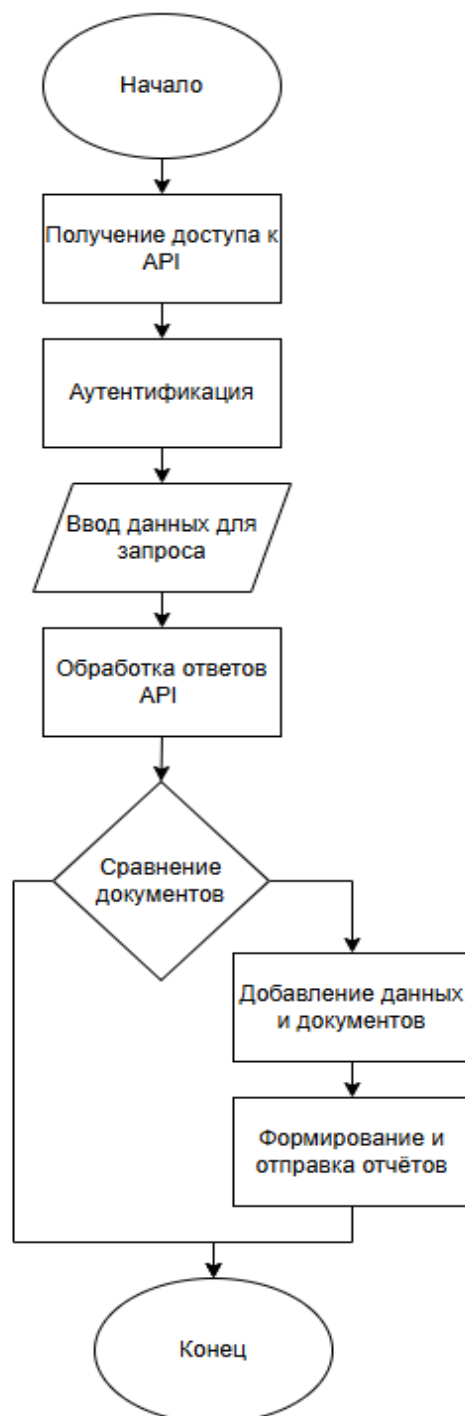 Начало
Получение доступа к
API
Аутентификация
Ввод данных для
запроса
Обработка ответов
API
Сравнение
документов
Добавление данных
и документов
Формирование и
отправка отчётов
Конец